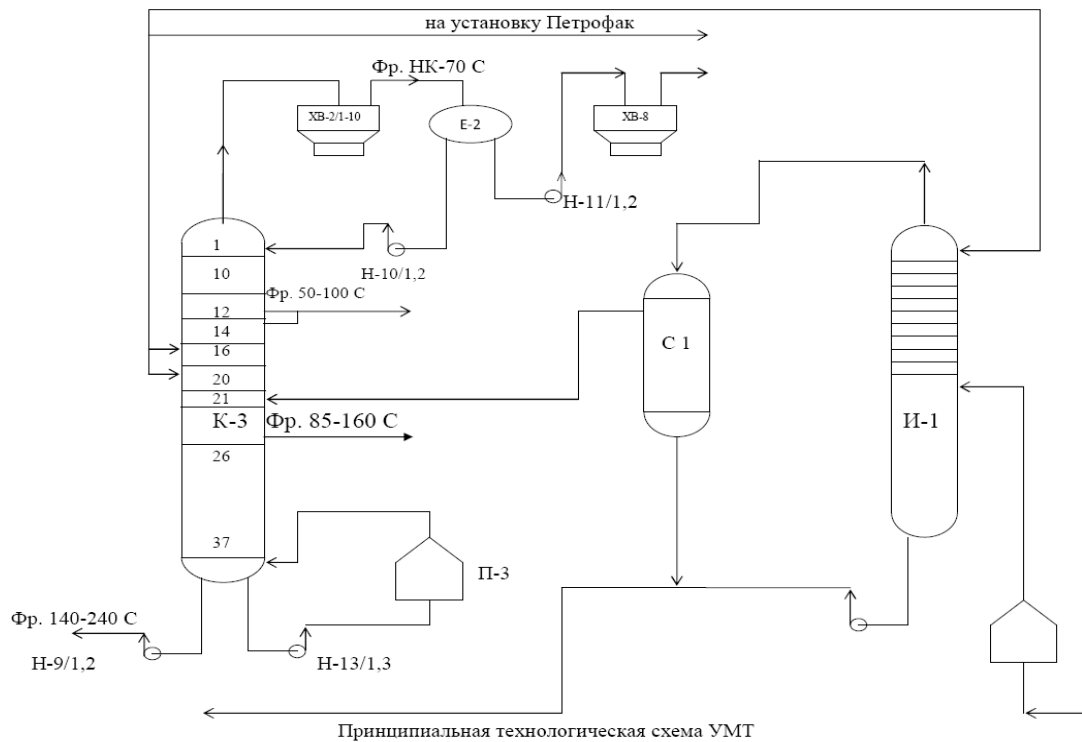 на установку Петрофак
Фр. НК-70 С
ХВ-2/1-10
Е-2
ХВ-8
Н-11/1,2
1
Н-10/1,2
10
Фр. 50-100 С
12
14
16
С 1
20
21
К-3
Фр. 85-160 С
И-1
26
37
П-3
Фр. 140-240 С
Н-9/1,2
Н-13/1,3
Принципиальная технологическая схема УМТ